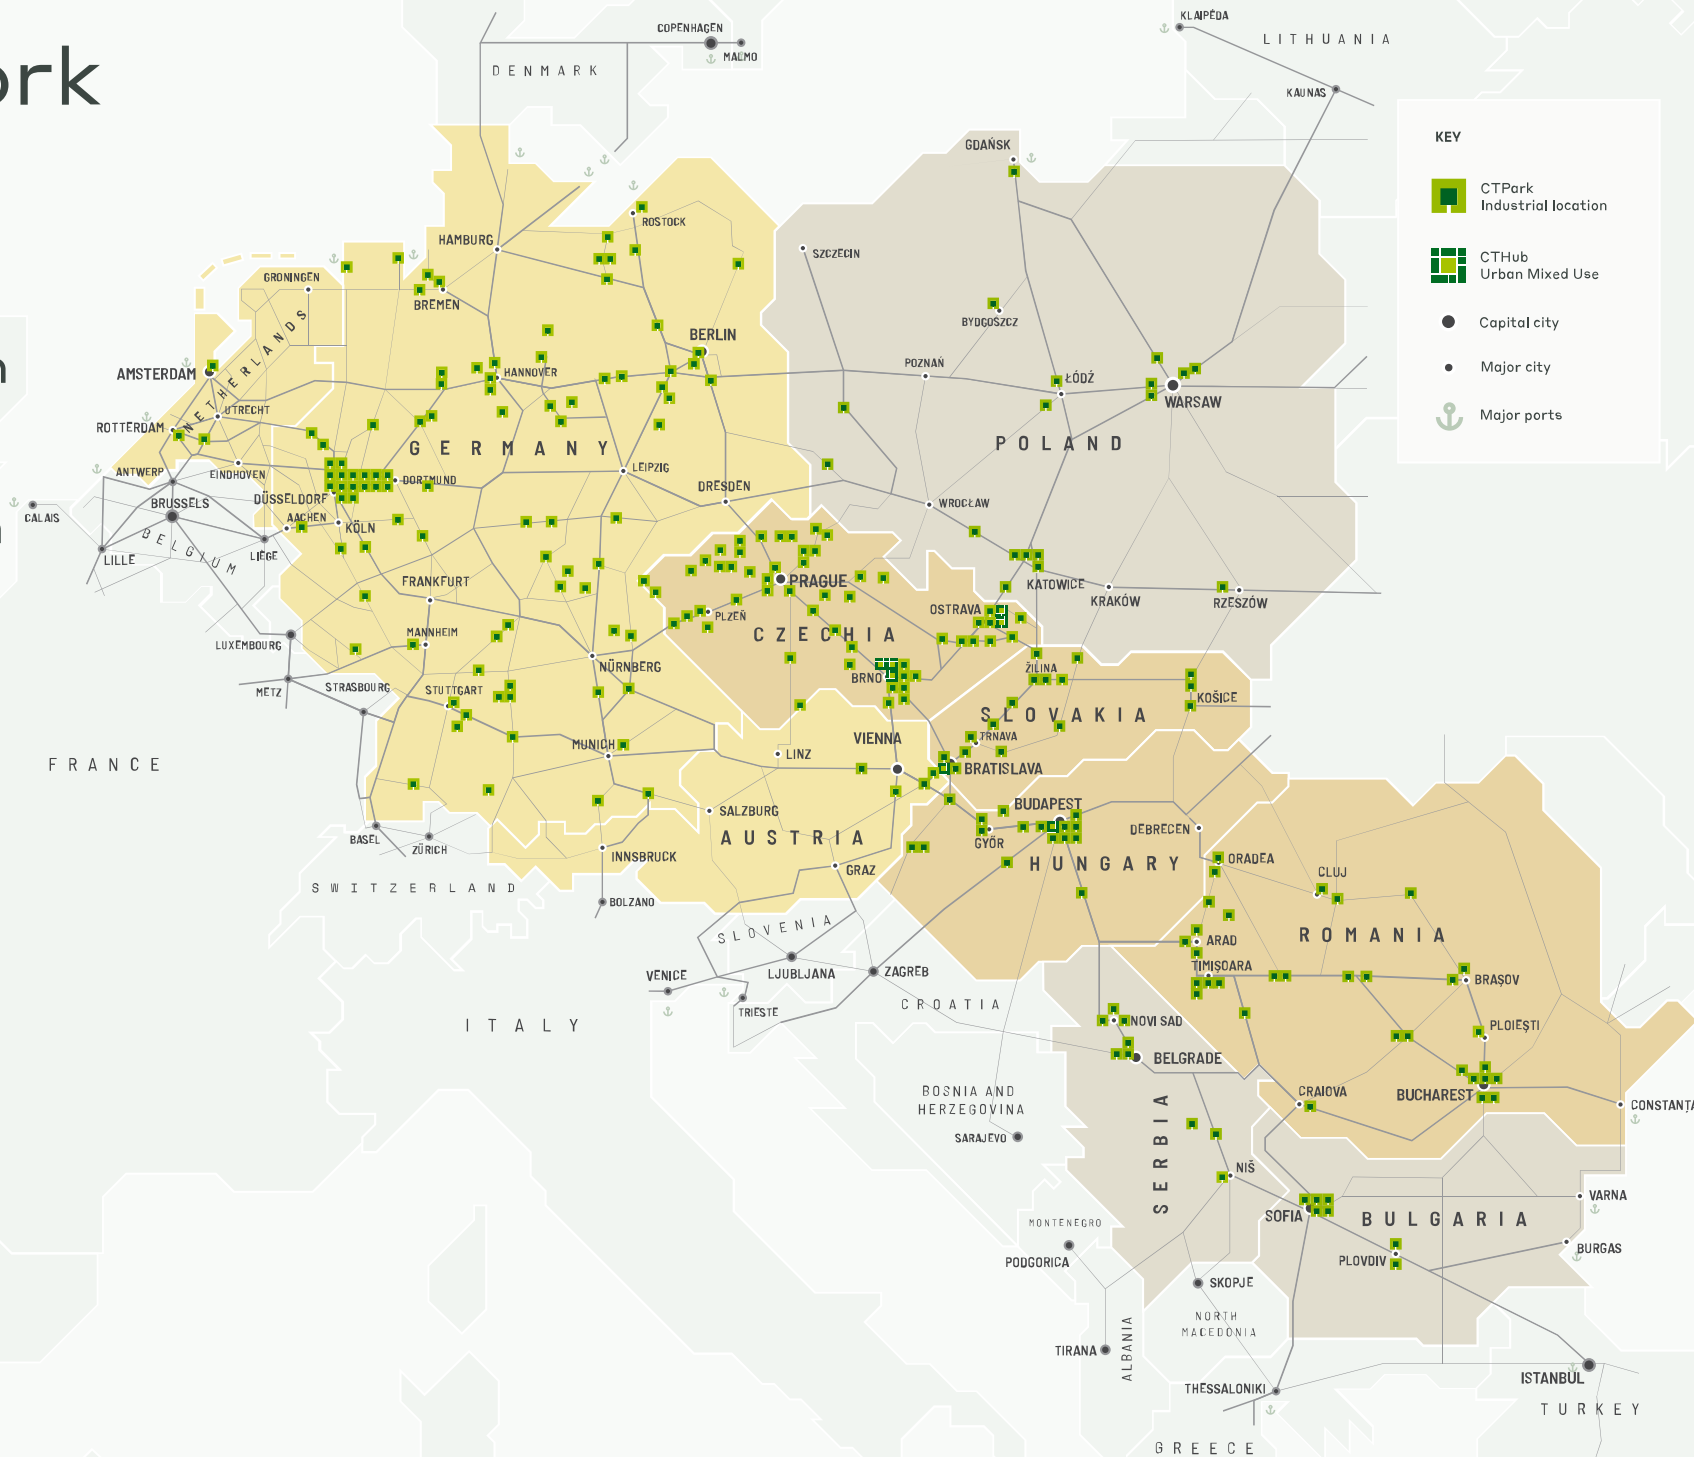 ork
KLAIPĖDA
LITHUANIA
COPENHAGEN
MALMO
DENMARK
KAUNAS
KEY
CTPark
Industrial location
CTHub
Urban Mixed Use
Capital city
Major city
Major ports
GDAŃSK
ROSTOCK
HAMBURG
SZCZECIN
GRONINGEN
BREMEN
BYDGOSZCZ
BERLIN
NETHERLANDS
AMSTERDAM
HANNOVER
POZNAŃ
ŁÓDŹ
WARSAW
UTRECHT
ROTTERDAM
GERMANY
POLAND
ANTWERP
EINDHOVEN
DORTMUND
LEIPZIG
DRESDEN
DÜSSELDORF
BRUSSELS
WROCŁAW
CALAIS
AACHEN
KÖLN
BELGIUM
LILLE
LIÈGE
FRANKFURT
PRAGUE
KATOWICE
KRAKÓW
RZESZÓW
OSTRAVA
PLZEŇ
CZECHIA
MANNHEIM
LUXEMBOURG
NÜRNBERG
ŽILINA
BRNO
METZ
STRASBOURG
STUTTGART
KOŠICE
SLOVAKIA
TRNAVA
VIENNA
MUNICH
LINZ
FRANCE
BRATISLAVA
SALZBURG
BUDAPEST
DEBRECEN
AUSTRIA
BASEL
ZÜRICH
GYŐR
INNSBRUCK
HUNGARY
ORADEA
GRAZ
CLUJ
SWITZERLAND
BOLZANO
SLOVENIA
ROMANIA
ARAD
TIMIȘOARA
VENICE
LJUBLJANA
ZAGREB
BRAȘOV
CROATIA
TRIESTE
ITALY
NOVI SAD
PLOIEȘTI
BELGRADE
BOSNIA AND
HERZEGOVINA
CRAIOVA
BUCHAREST
CONSTANȚA
SARAJEVO
SERBIA
NIŠ
VARNA
SOFIA
BULGARIA
MONTENEGRO
PODGORICA
PLOVDIV
BURGAS
SKOPJE
NORTH
MACEDONIA
ALBANIA
TIRANA
ISTANBUL
THESSALONIKI
TURKEY
GREECE